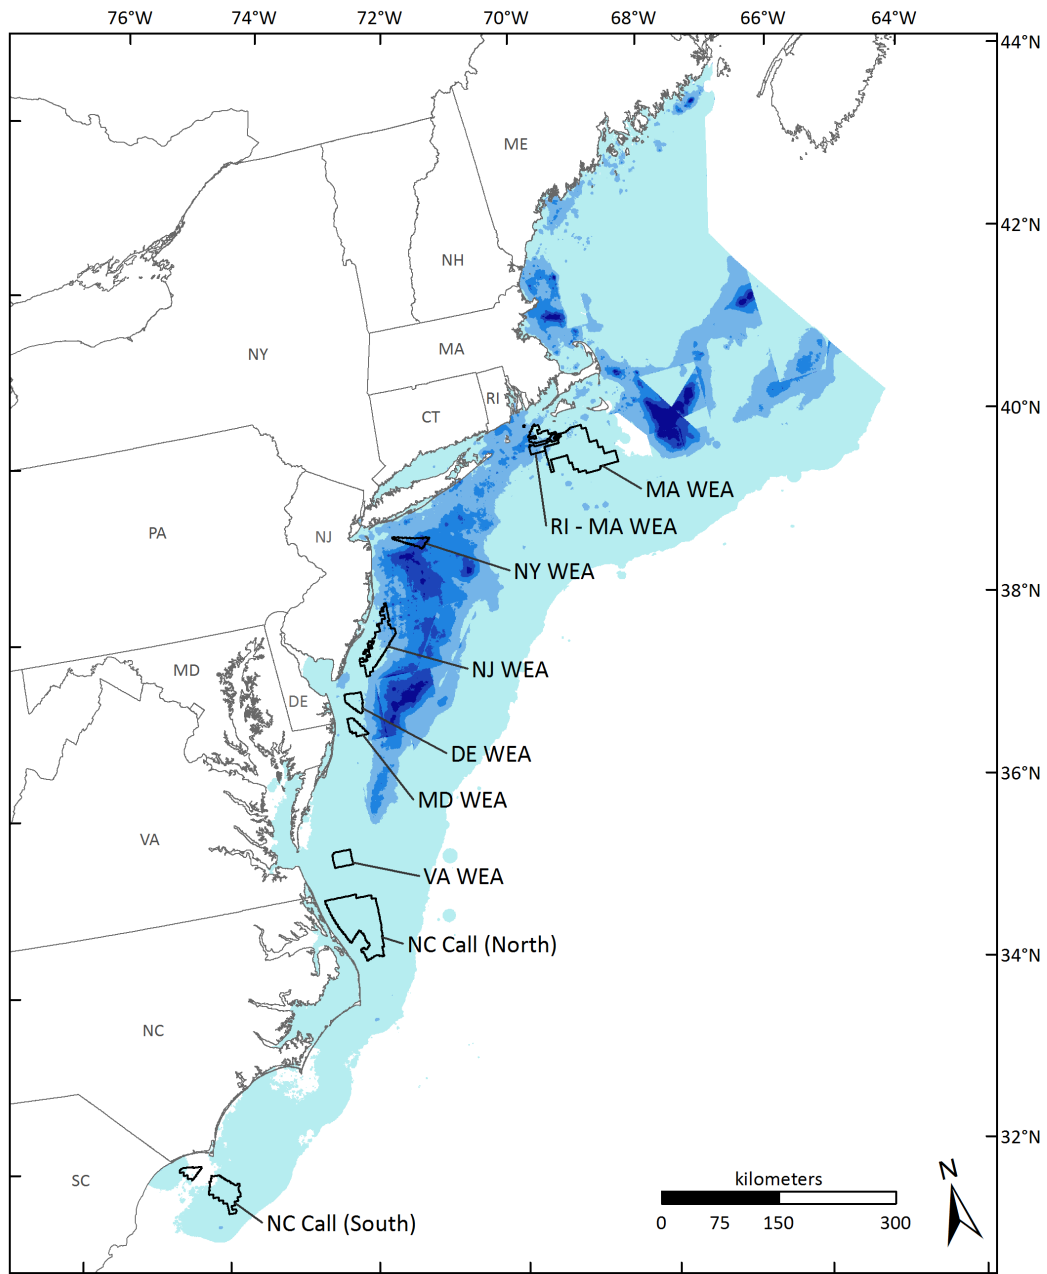 76°W 74°W 72°W 70°W 68°W 66°W 64°W
44°N
ME
42°N
NH
MA
NY
RI
40°N
CT
MA WEA
RI - MA WEA
PA
NJ
NY WEA
38°N
MD
NJ WEA
DE
DE WEA
36°N
MD WEA
VA
VA WEA
NC Call (North)
34°N
NC
32°N
N
kilometers
SC
0 75 150 300
NC Call (South)